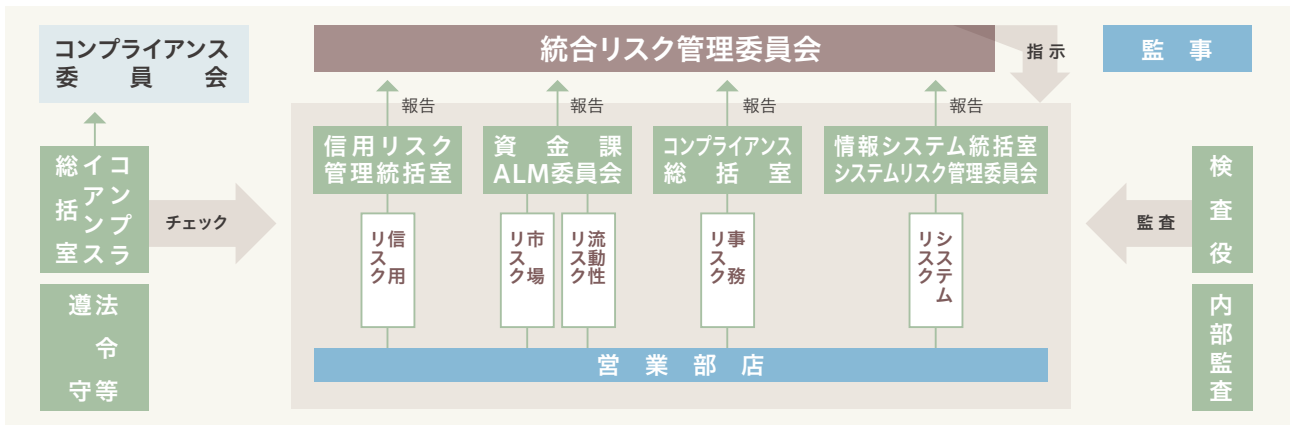 コンプライアンス
委員会
統合リスク管理委員会
指示
監事
報告
報告
報告
報告
信用リスク
管理統括室
資金課
ALM委員会
コンプライアンス
総括室
情報システム統括室
システムリスク管理委員会
コンプラ
イアンス
総括室
チェック
信用
リスク
市場
リスク
流動性
リスク
事務
リスク
システム
リスク
監査
検査役
法令等
遵守
内部監査
営業部店